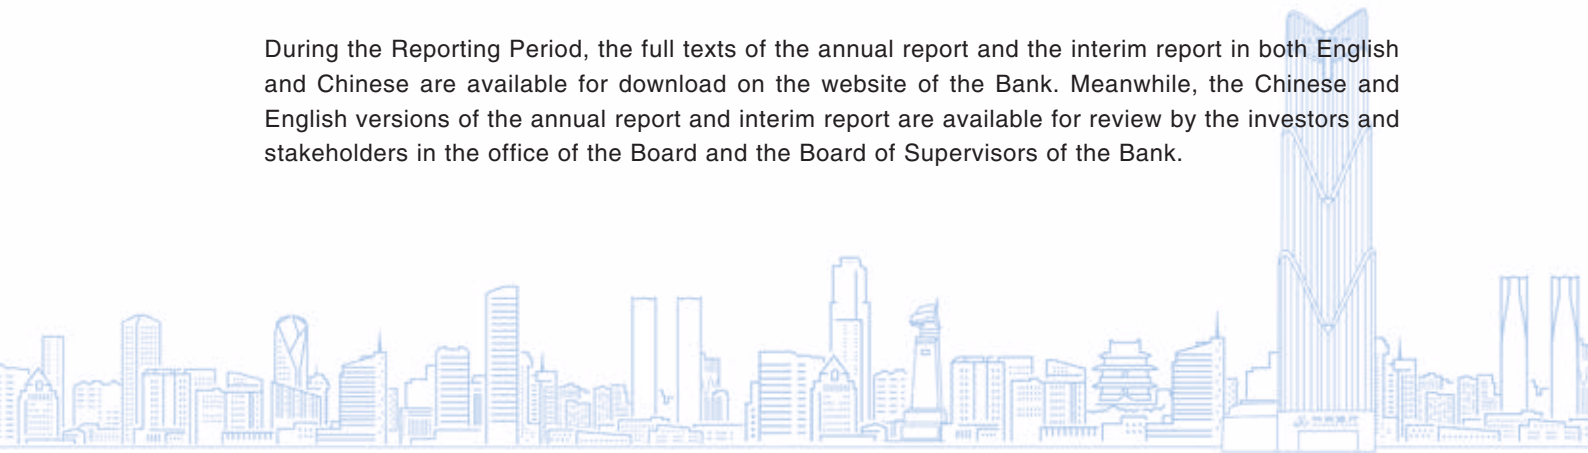 During the Reporting Period, the full texts of the annual report and the interim report in both English
and Chinese are available for download on the website of the Bank. Meanwhile, the Chinese and
English versions of the annual report and interim report are available for review by the investors and
stakeholders in the office of the Board and the Board of Supervisors of the Bank.